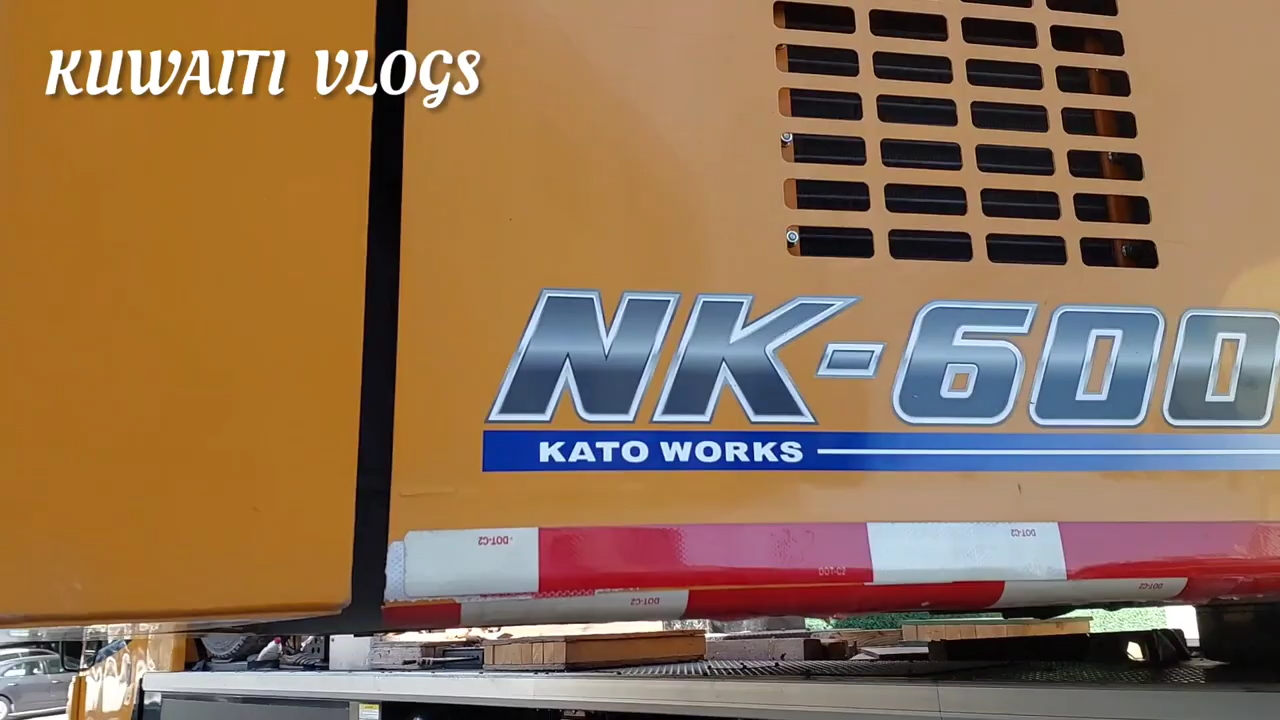 KUWAITI VLOGS
NK-600
KATO WORKS
DOT-C2
DOT-C2
DOT-C2
DOT-C2
DOT-C2